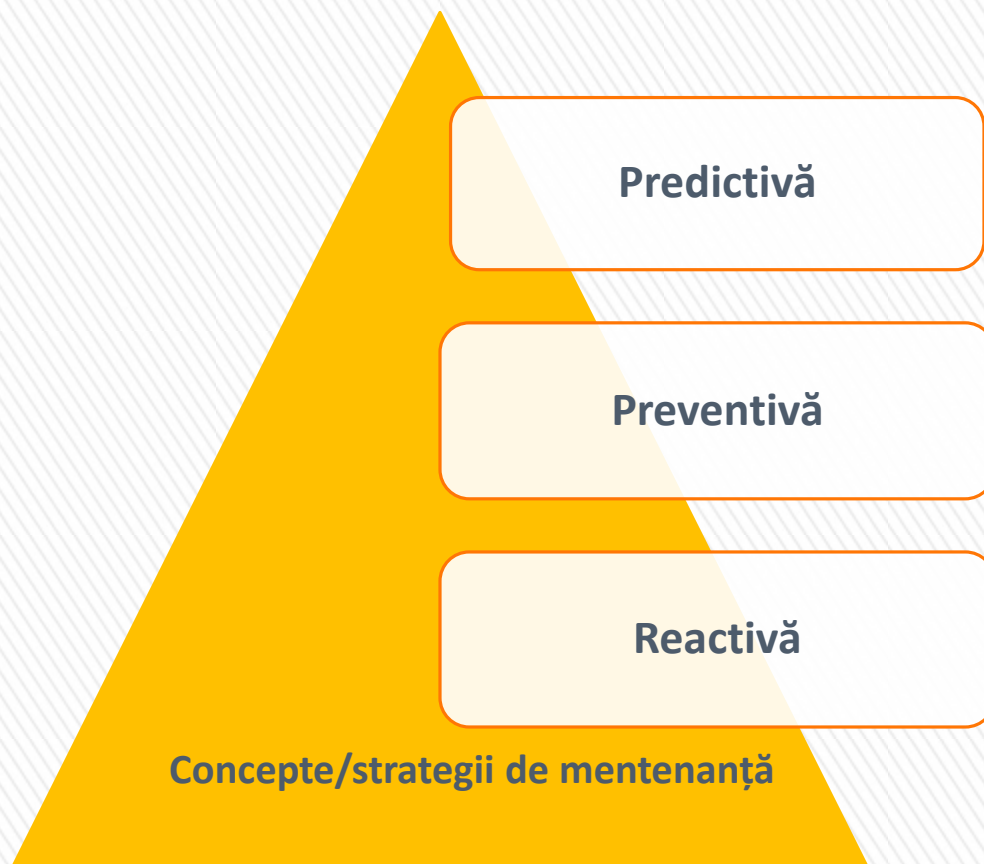 Predictivă
Preventivă
Reactivă
Concepte/strategii de mentenanță